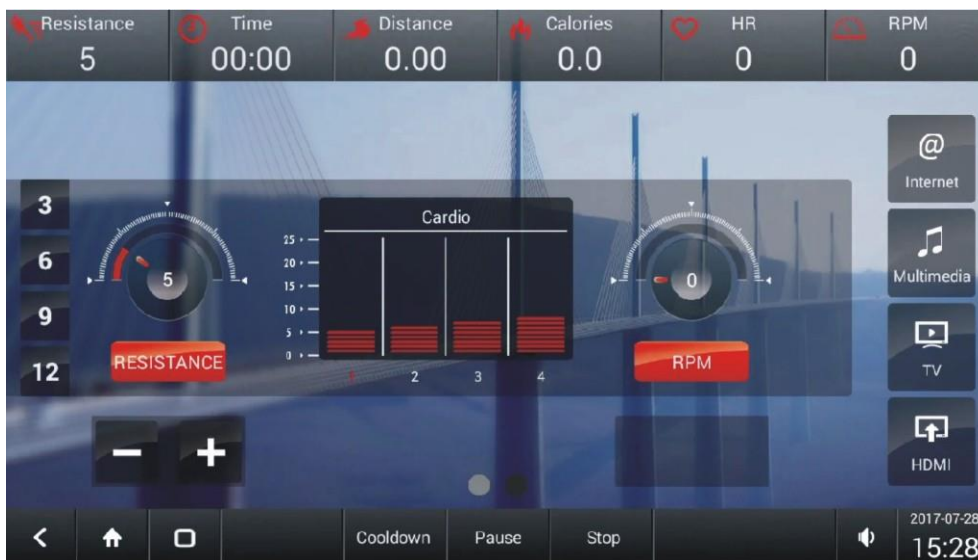 Resistance
5
Time
00:00
Distance
0.00
Calories
0.0
HR
0
RPM
0
3
6
9
12
5
RESISTANCE
Cardio
25
20
15
10
5
0
1
2
3
4
0
RPM
@
Internet
Multimedia
TV
HDMI
Cooldown
Pause
Stop
2017-07-28
15:28